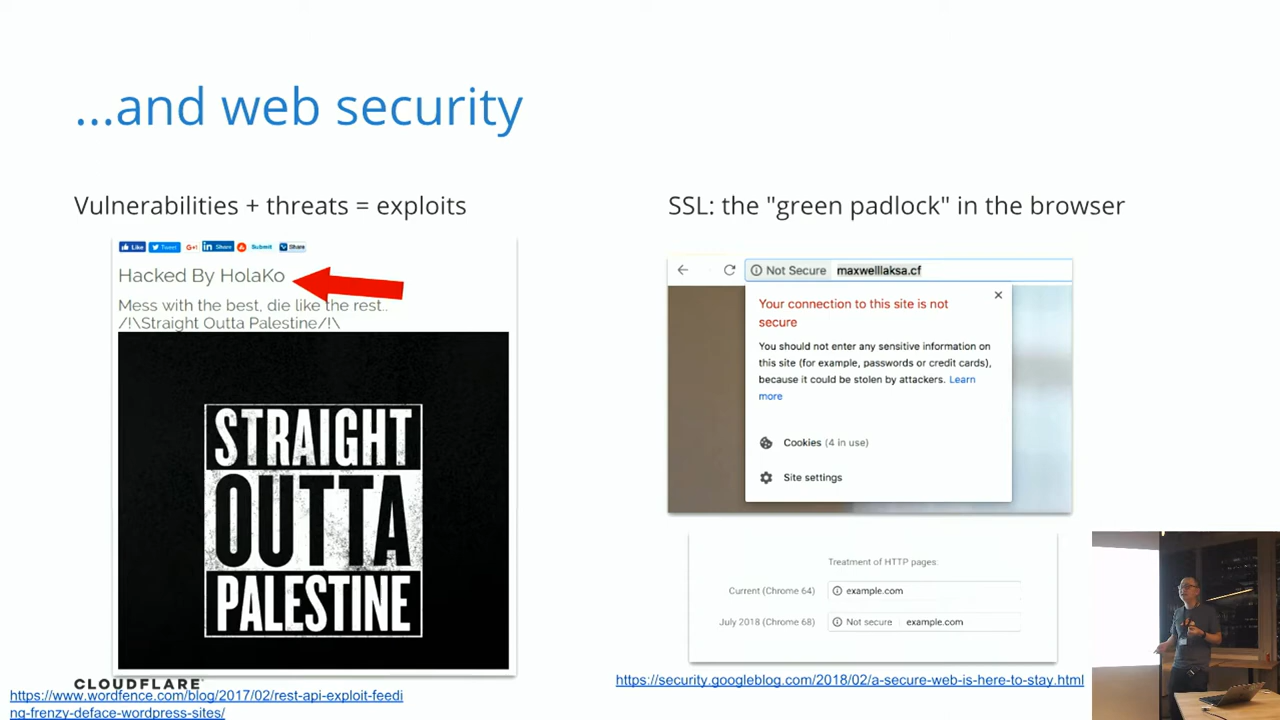 ...and web security
Vulnerabilities + threats = exploits
Like Tweet G+1 Share Submit Share
Hacked By HolaKo
Mess with the best, die like the rest..
/!\Straight Outta Palestine/!\
STRAIGHT
OUTTA
PALESTINE
CLOUDFLARE
https://www.wordfence.com/blog/2017/02/rest-api-exploit-feedi
ng-frenzy-deface-wordpress-sites/
SSL: the "green padlock" in the browser
Not Secure maxwelllaksa.cf
Your connection to this site is not
secure
You should not enter any sensitive information on
this site (for example, passwords or credit cards),
because it could be stolen by attackers. Learn
more
Cookies (4 in use)
Site settings
Treatment of HTTP pages:
Current (Chrome 64) example.com
July 2018 (Chrome 68) Not secure example.com
https://security.googleblog.com/2018/02/a-secure-web-is-here-to-stay.html